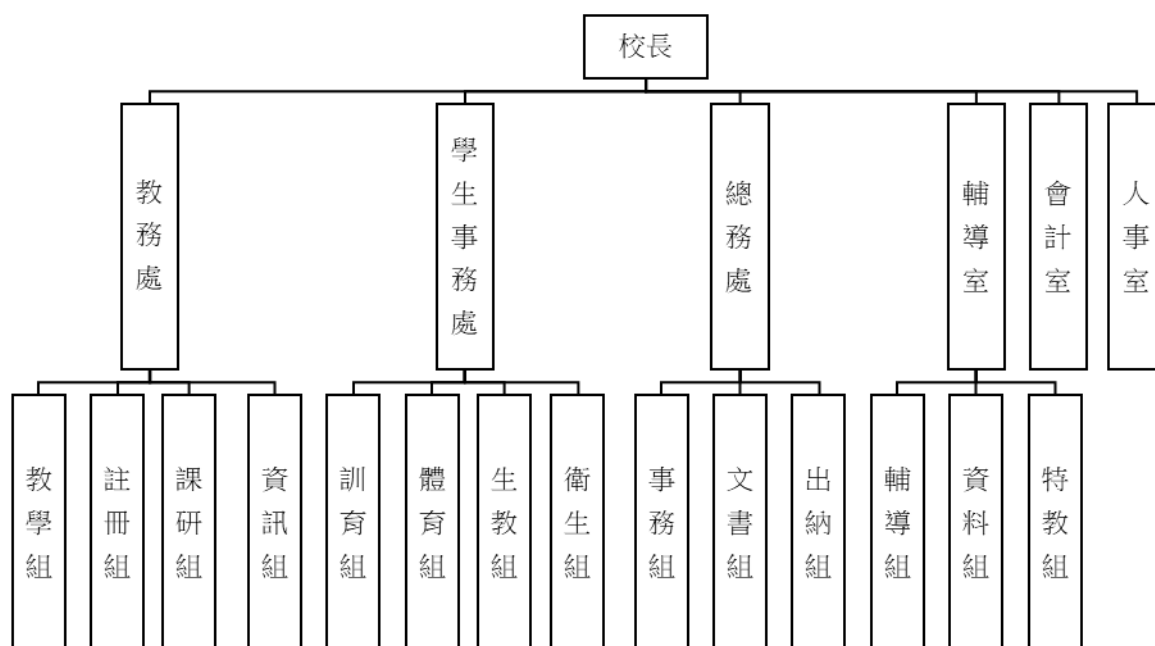 校長
教務處
學生事務處
總務處
輔導室
會計室
人事室
教學組
註冊組
課研組
資訊組
訓育組
體育組
生教組
衛生組
事務組
文書組
出納組
輔導組
資料組
特教組